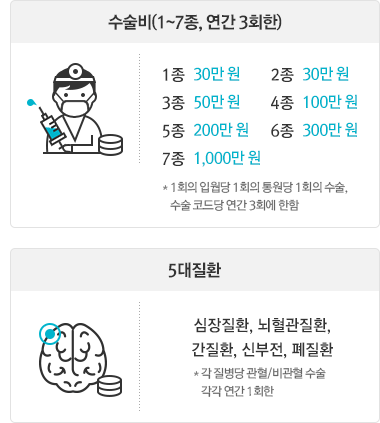 수술비(1~7종, 연간 3회한)
1종 30만 원 2종 30만 원
3종 50만 원 4종 100만 원
5종 200만 원 6종 300만 원
7종 1,000만 원
* 1회의 입원당 1회의 통원당 1회의 수술,
수술 코드당 연간 3회에 한함
5대질환
심장질환, 뇌혈관질환,
간질환, 신부전, 폐질환
* 각 질병당 관혈/비관혈 수술
각각 연간 1회한